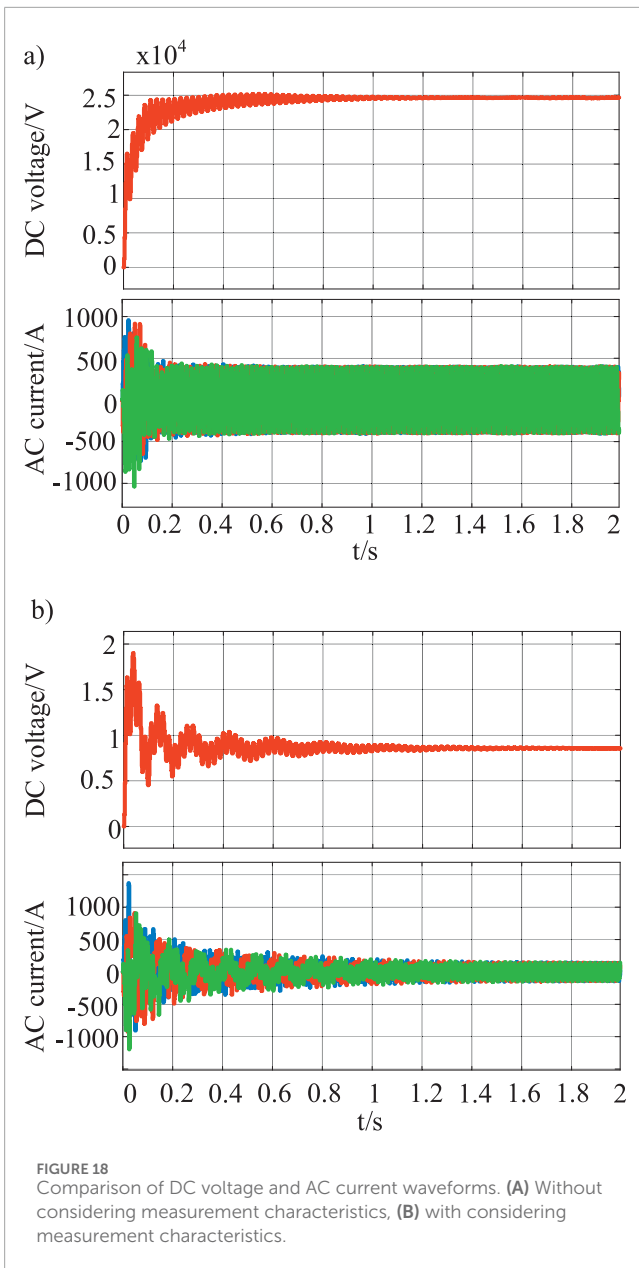 a)
x10⁴
DC voltage/V
2.5
2
1.5
1
0.5
0
AC current/A
1000
500
0
-500
-1000
0 0.2 0.4 0.6 0.8 1 1.2 1.4 1.6 1.8 2
t/s
b)
DC voltage/V
2
1.5
1
0.5
0
AC current/A
1000
500
0
-500
-1000
0 0.2 0.4 0.6 0.8 1 1.2 1.4 1.6 1.8 2
t/s
FIGURE 18
Comparison of DC voltage and AC current waveforms. (A) Without
considering measurement characteristics, (B) with considering
measurement characteristics.